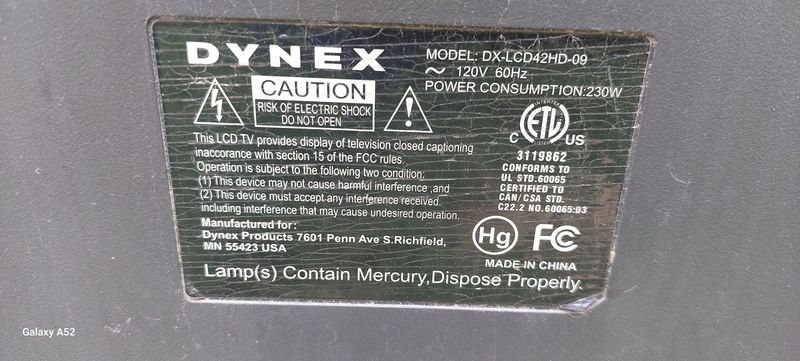 DYNEX
MODEL: DX-LCD42HD-09
~ 120V 60Hz
POWER CONSUMPTION:230W
CAUTION
RISK OF ELECTRIC SHOCK
DO NOT OPEN
This LCD TV provides display of television closed captioning
inaccorance with section 15 of the FCC rules.
Operation is subject to the following two condition:
(1) This device may not cause harmful interference ,and
(2) This device must accept any interference received.
including interference that may cause undesired operation.
Manufactured for:
Dynex Products 7601 Penn Ave S.Richfield,
MN 55423 USA
INTERTEK
C ETL US
LISTED
3119862
CONFORMS TO
UL STD.60065
CERTIFIED TO
CAN/CSA STD.
C22.2 NO.60065:03
Hg FC
MADE IN CHINA
Lamp(s) Contain Mercury,Dispose Properly.
Galaxy A52